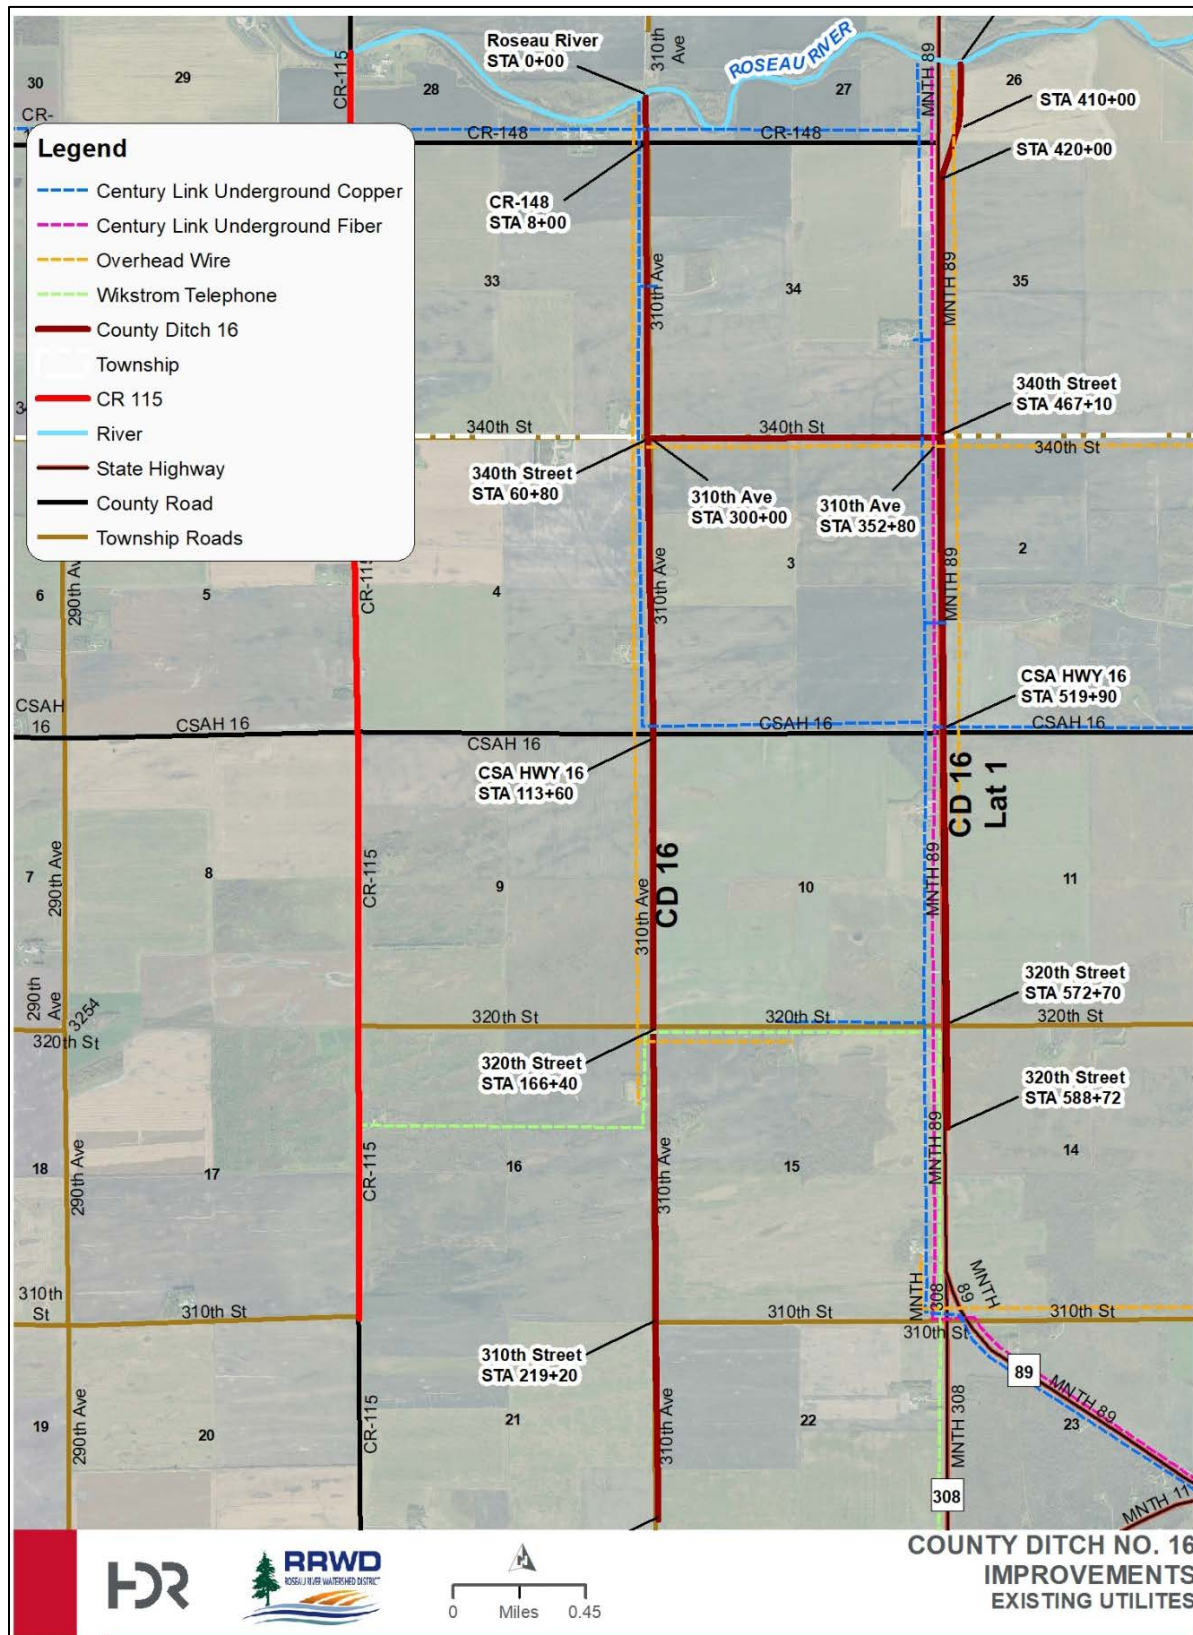 Roseau River
STA 0+00
310th
Ave
ROSEAU RIVER
MNTH 89
CR-115
30
29
28
27
26
STA 410+00
STA 420+00
CR-
CR-148
CR-148
Legend
Century Link Underground Copper
Century Link Underground Fiber
Overhead Wire
Wikstrom Telephone
County Ditch 16
Township
CR 115
River
State Highway
County Road
Township Roads
CR-148
STA 8+00
33
310th Ave
34
MNTH 89
35
340th Street
STA 467+10
340th St
340th St
340th St
340th Street
STA 60+80
310th Ave
STA 300+00
310th Ave
STA 352+80
6
290th Ave
5
CR-115
4
310th Ave
3
MNTH 89
2
CSA HWY 16
STA 519+90
CSAH
16
CSAH 16
CSAH 16
CSAH 16
CSAH 16
CSA HWY 16
STA 113+60
CD 16
Lat 1
7
290th Ave
8
CR-115
9
310th Ave
CD 16
10
MNTH 89
11
320th Street
STA 572+70
290th
Ave
3254
320th St
320th St
320th St
320th St
320th Street
STA 166+40
320th Street
STA 588+72
18
290th Ave
17
CR-115
16
310th Ave
15
MNTH 89
14
310th
St
310th St
MNTH
308
MNTH
89
310th St
310th St
310th St
310th Street
STA 219+20
89
MNTH 89
19
290th Ave
20
CR-115
21
310th Ave
22
MNTH 308
23
308
MNTH 11
HDR
RRWD
ROSEAU RIVER WATERSHED DISTRICT
N
0 Miles 0.45
COUNTY DITCH NO. 16
IMPROVEMENTS
EXISTING UTILITES